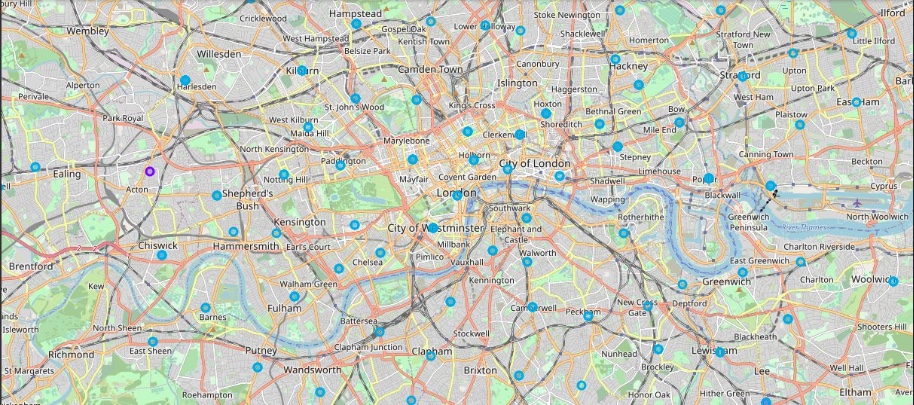 Cricklewood
Hampstead
Gospel Oak
Lower Holloway
Stoke Newington
Ilford
bury Hill
Wembley
West Hampstead
Kentish Town
Shacklewell
Homerton
Stratford New
Town
Little Ilford
Willesden
Belsize Park
Canonbury
Hackney
Upton
Kilburn
Camden Town
Stratford
Alperton
Harlesden
Islington
Haggerston
Upton Park
Perivale
St. John's Wood
King's Cross
Hoxton
Bethnal Green
Bow
West Ham
East Ham
Park Royal
West Kilburn
Maida Hill
Clerkenwell
Shoreditch
Mile End
Plaistow
Marylebone
North Kensington
Paddington
Holborn
City of London
Stepney
Canning Town
Beckton
Ealing
Acton
Notting Hill
Mayfair
Covent Garden
Limehouse
Shadwell
Cyprus
Shepherd's
Bush
London
Wapping
Blackwall
Southwark
Rotherhithe
Greenwich
Peninsula
North Woolwich
Kensington
City of Westminster
Elephant and
Castle
River Thames
Chiswick
Hammersmith
Earl's Court
Millbank
Charlton Riverside
Brentford
Chelsea
Pimlico
Vauxhall
Walworth
East Greenwich
Kew
Walham Green
Kennington
Greenwich
Charlton
Woolwich
Fulham
Camberwell
Peckham
New Cross
Gate
Deptford
Barnes
Battersea
Isleworth
North Sheen
Stockwell
Blackheath
Shooters Hill
Richmond
East Sheen
Putney
Clapham Junction
Clapham
Nunhead
Lewisham
St Margarets
Wandsworth
Brixton
Brockley
Lee
Well Hall
Roehampton
Honor Oak
Hither Green
Eltham